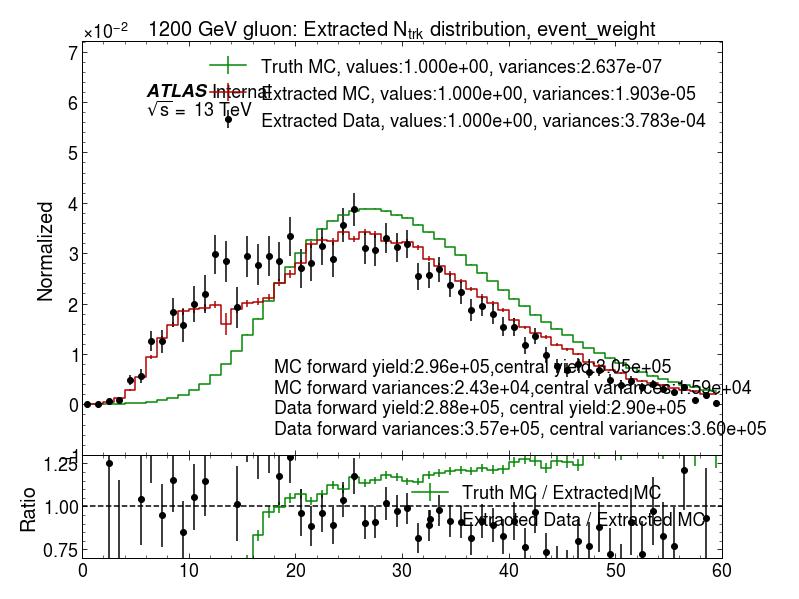 ×10⁻² 1200 GeV gluon: Extracted N_trk distribution, event_weight
7
6
5
4
3
2
1
0
-1
Normalized
Truth MC, values:1.000e+00, variances:2.637e-07
ATLAS Internal
Extracted MC, values:1.000e+00, variances:1.903e-05
√s = 13 TeV
Extracted Data, values:1.000e+00, variances:3.783e-04
MC forward yield:2.96e+05,central yield:3.05e+05
MC forward variances:2.43e+04,central variances:1.59e+04
Data forward yield:2.88e+05, central yield:2.90e+05
Data forward variances:3.57e+05, central variances:3.60e+05
1.25
1.00
0.75
Ratio
Truth MC / Extracted MC
Extracted Data / Extracted MC
0 10 20 30 40 50 60